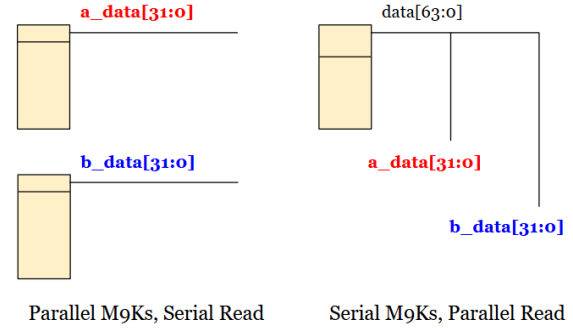 a_data[31:0]
data[63:0]
b_data[31:0]
a_data[31:0]
b_data[31:0]
Parallel M9Ks, Serial Read
Serial M9Ks, Parallel Read